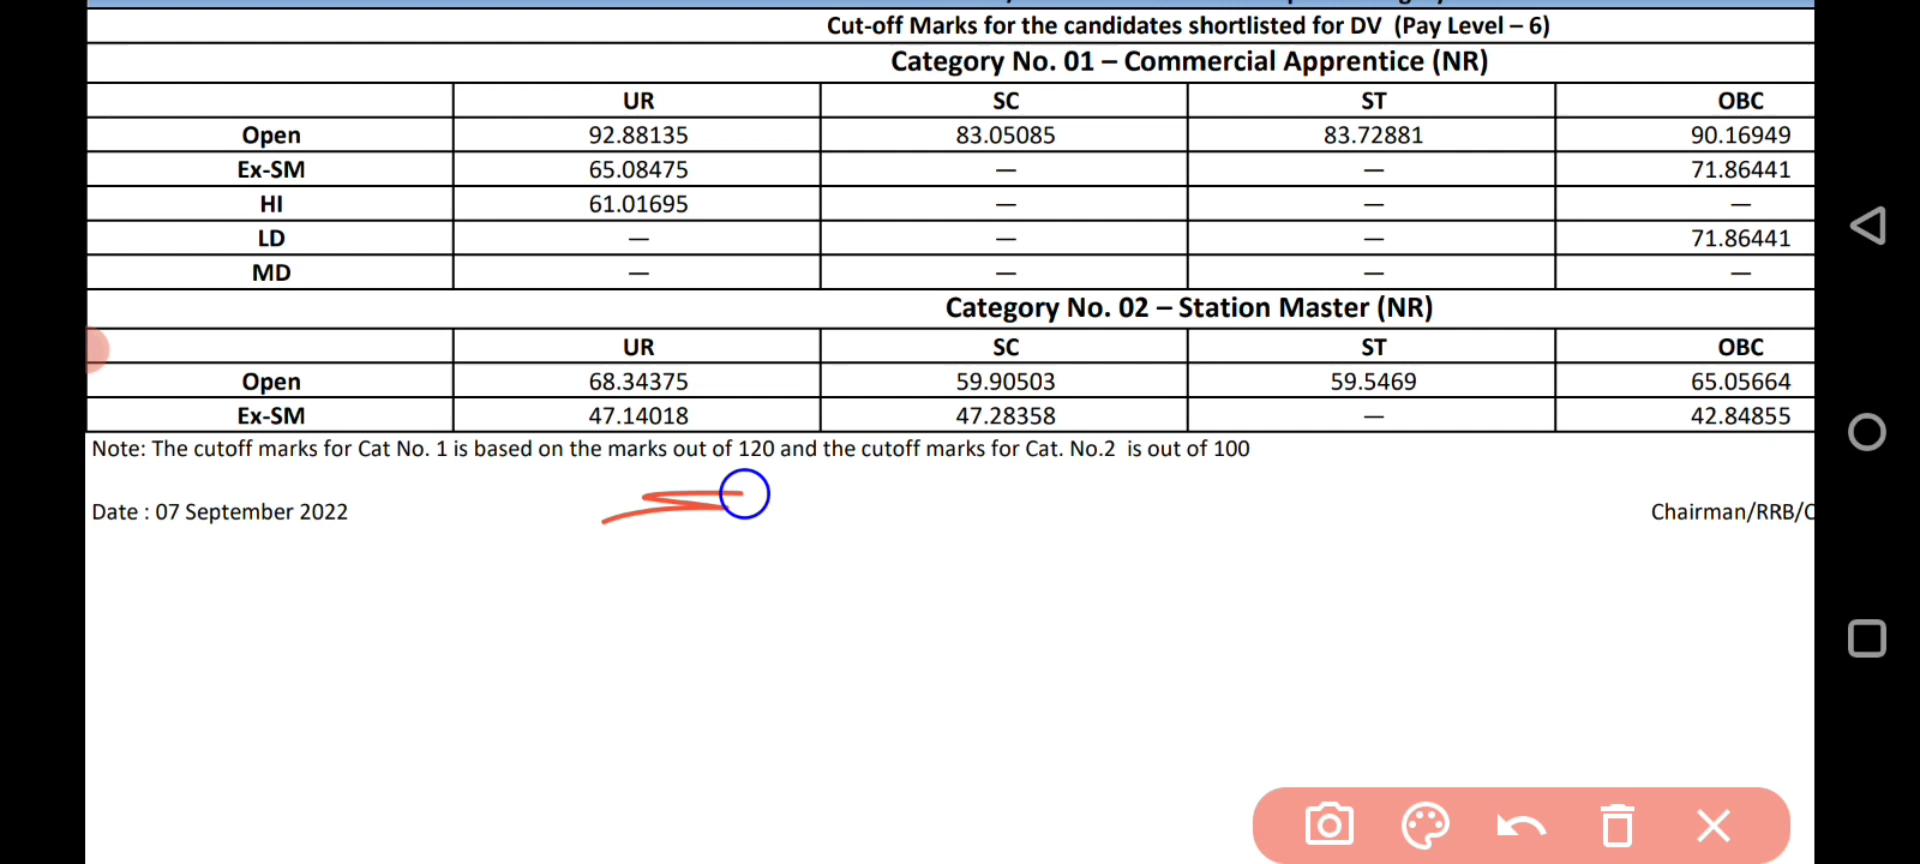 Cut-off Marks for the candidates shortlisted for DV (Pay Level – 6)
Category No. 01 – Commercial Apprentice (NR)
UR SC ST OBC
Open 92.88135 83.05085 83.72881 90.16949
Ex-SM 65.08475 — — 71.86441
HI 61.01695 — — —
LD — — — 71.86441
MD — — — —
Category No. 02 – Station Master (NR)
UR SC ST OBC
Open 68.34375 59.90503 59.5469 65.05664
Ex-SM 47.14018 47.28358 — 42.84855
Note: The cutoff marks for Cat No. 1 is based on the marks out of 120 and the cutoff marks for Cat. No.2 is out of 100
Date : 07 September 2022
Chairman/RRB/